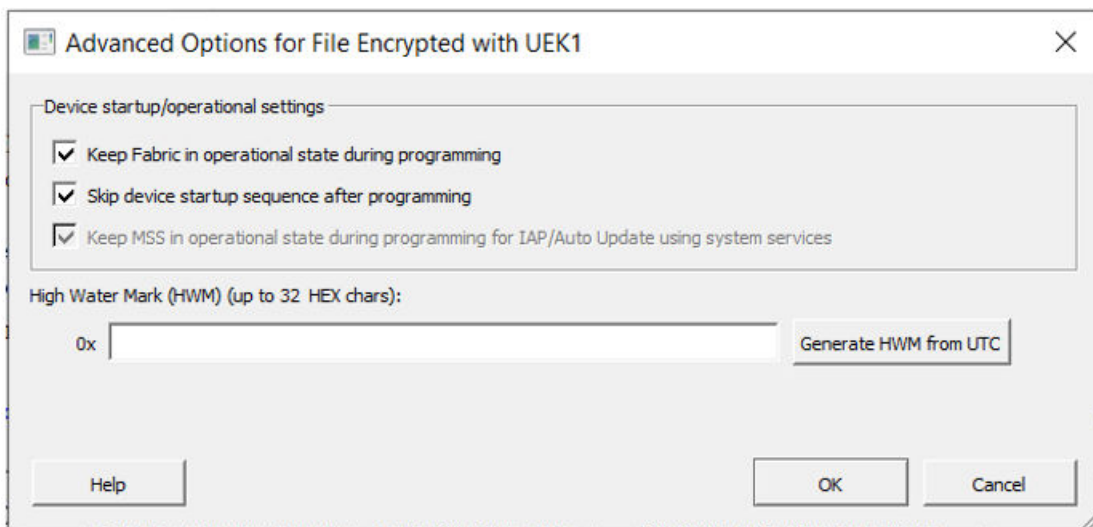 Advanced Options for File Encrypted with UEK1
Device startup/operational settings
Keep Fabric in operational state during programming
Skip device startup sequence after programming
Keep MSS in operational state during programming for IAP/Auto Update using system services
High Water Mark (HWM) (up to 32 HEX chars):
0x Generate HWM from UTC
Help OK Cancel